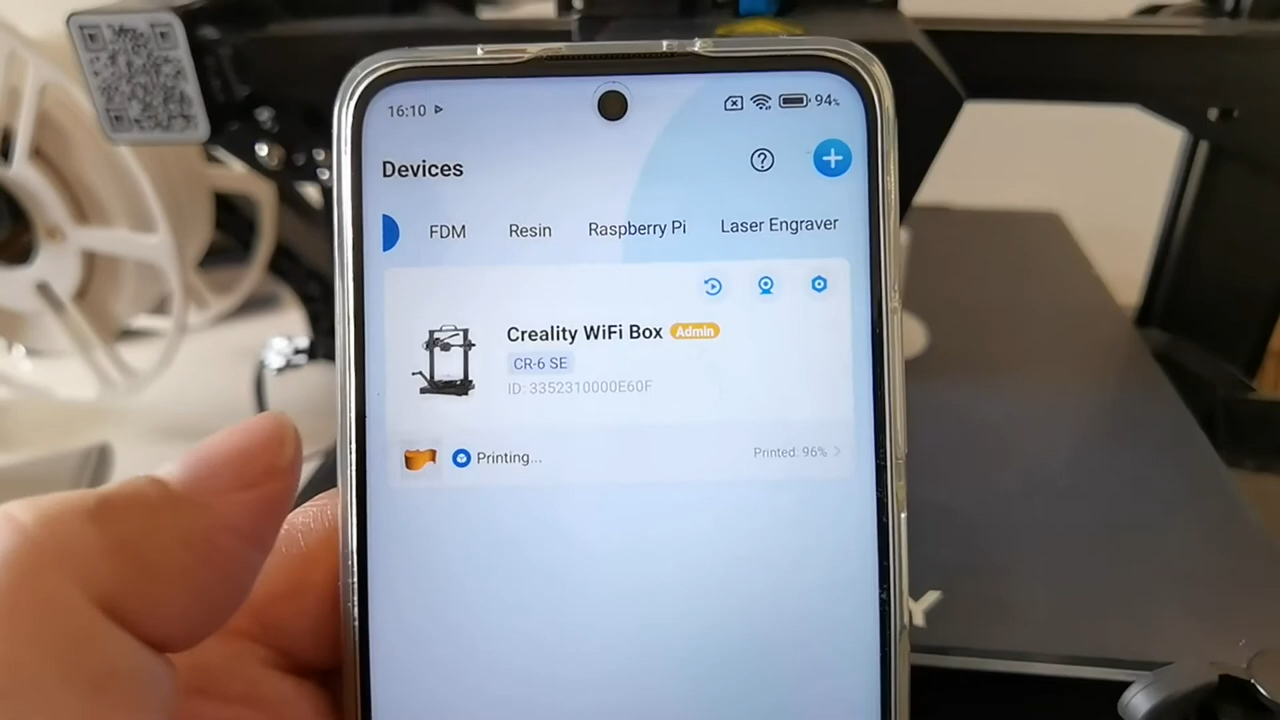 16:10
94%
Devices
FDM Resin Raspberry Pi Laser Engraver
Creality WiFi Box Admin
CR-6 SE
ID: 3352310000E60F
Printing... Printed: 96%
Y